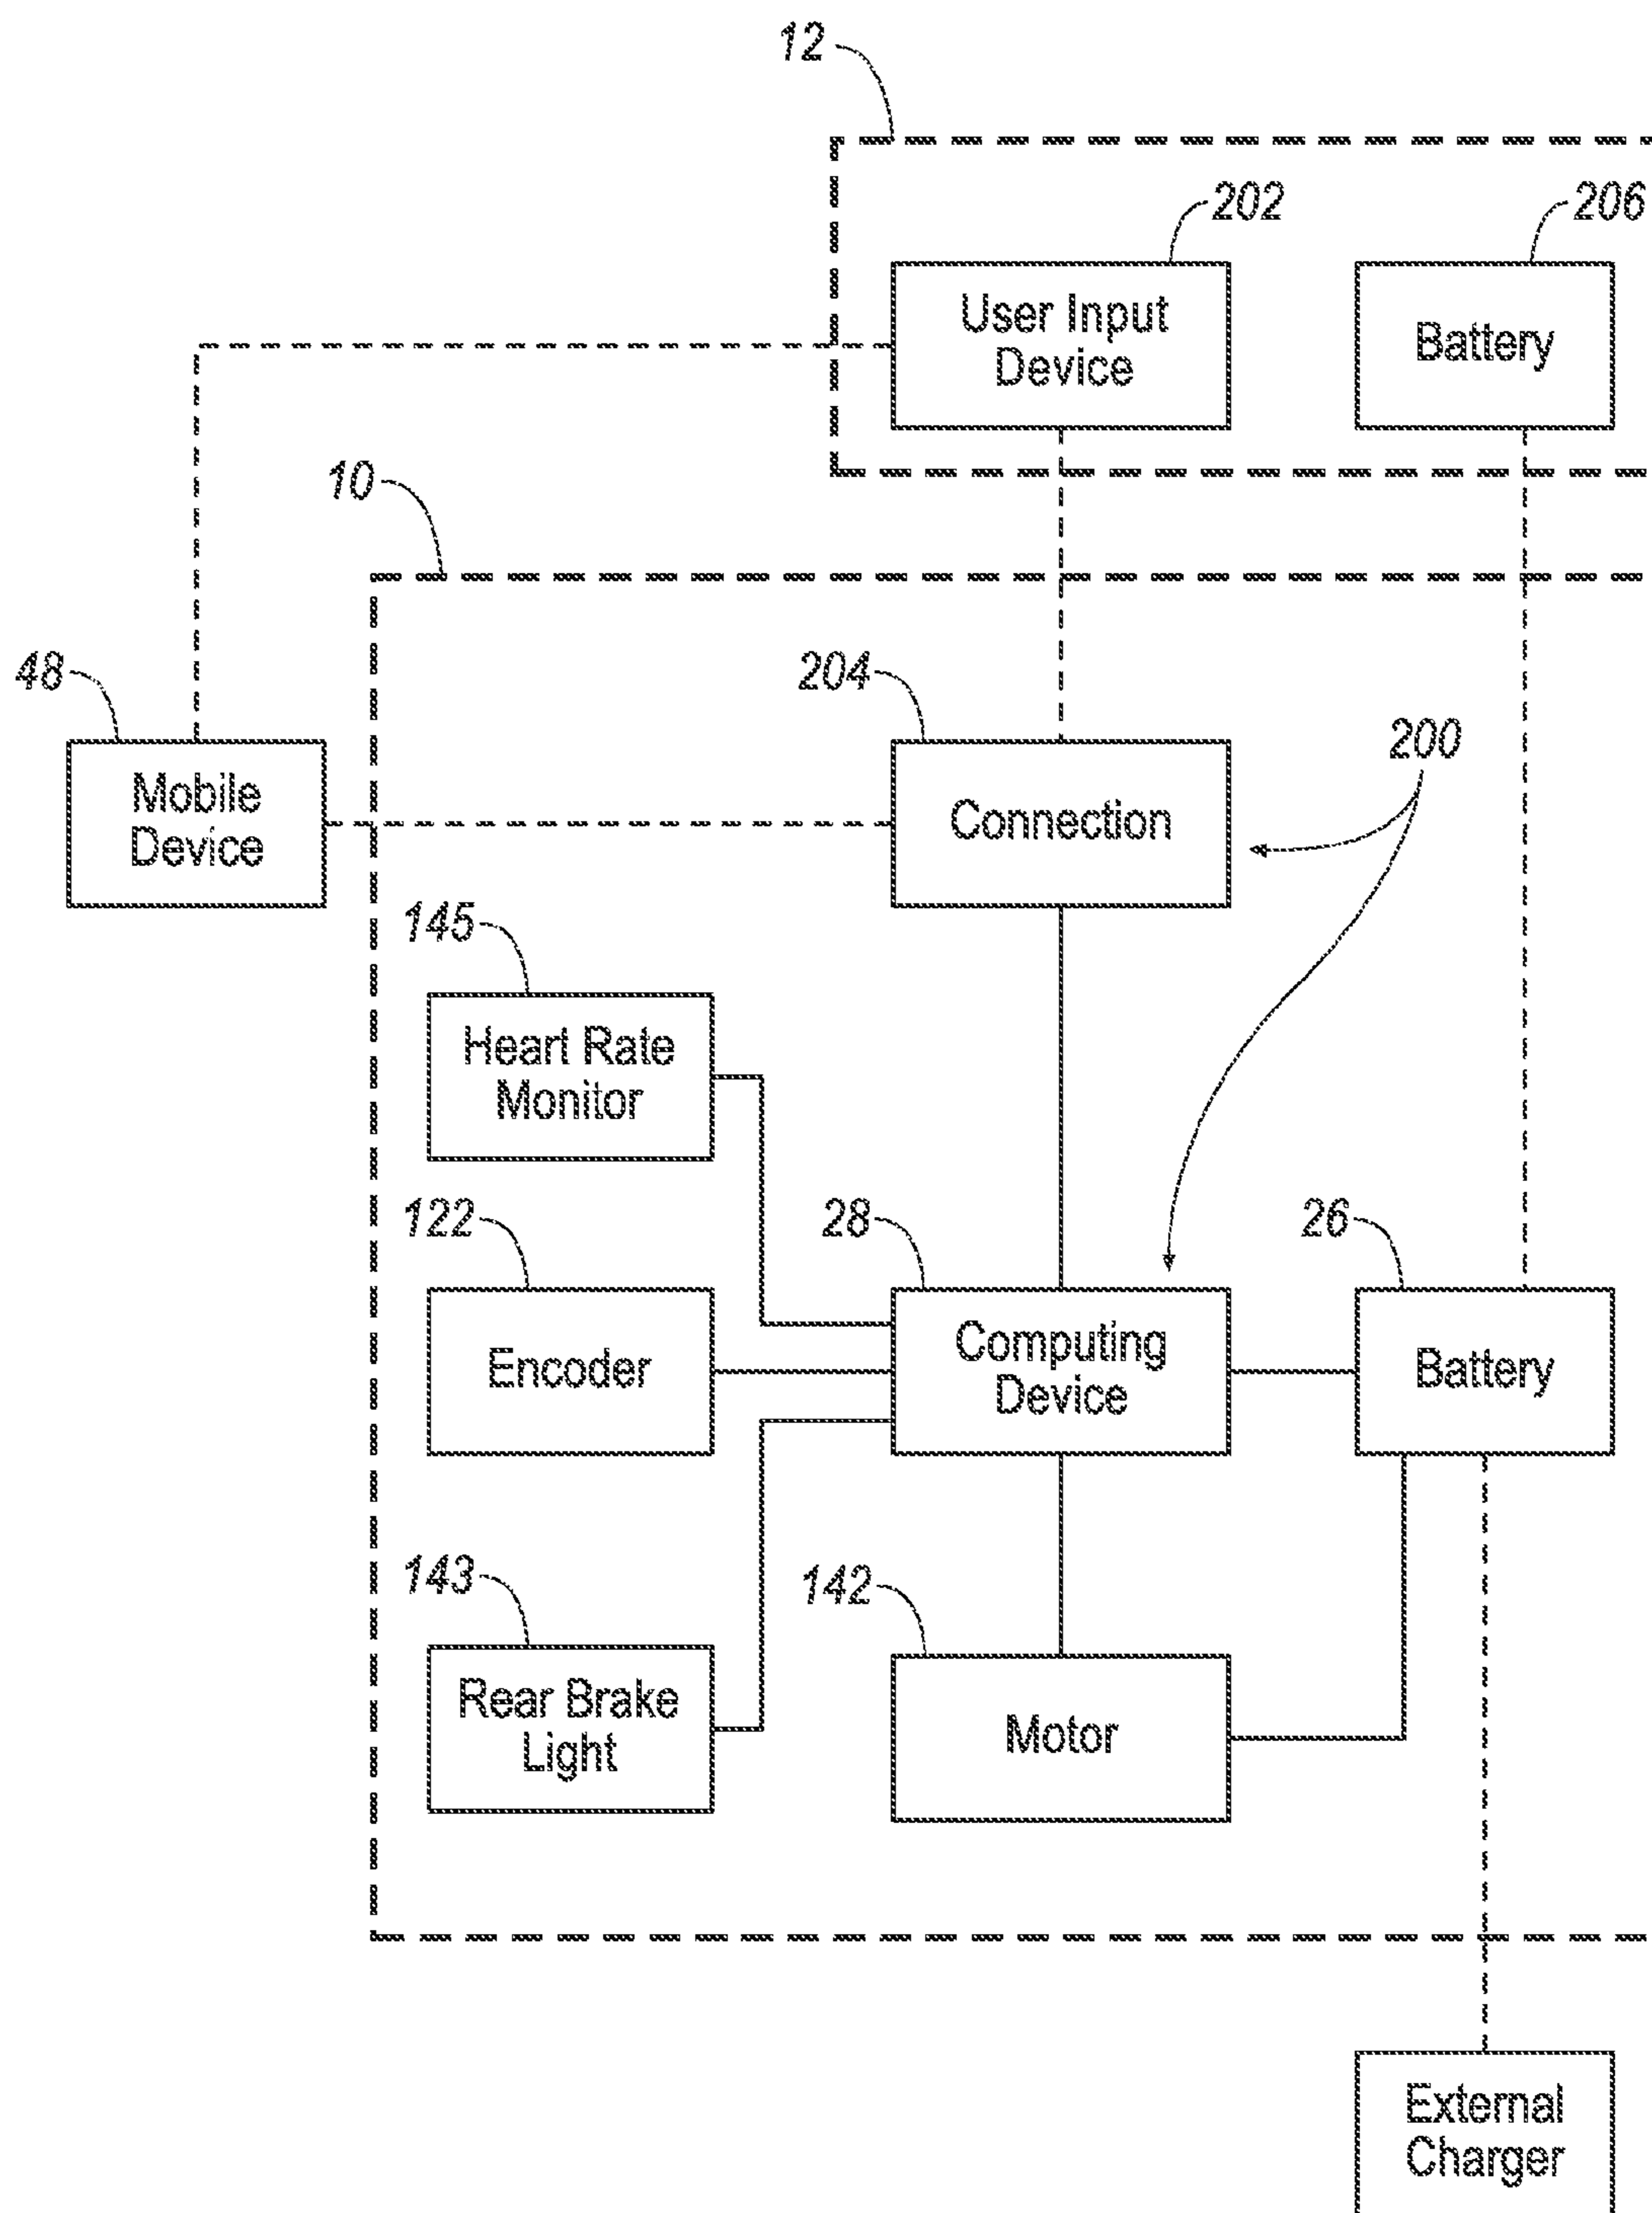 12
202
206
User Input
Device
Battery
10
48
204
200
Mobile
Device
Connection
145
Heart Rate
Monitor
122
28
26
Encoder
Computing
Device
Battery
143
142
Rear Brake
Light
Motor
External
Charger